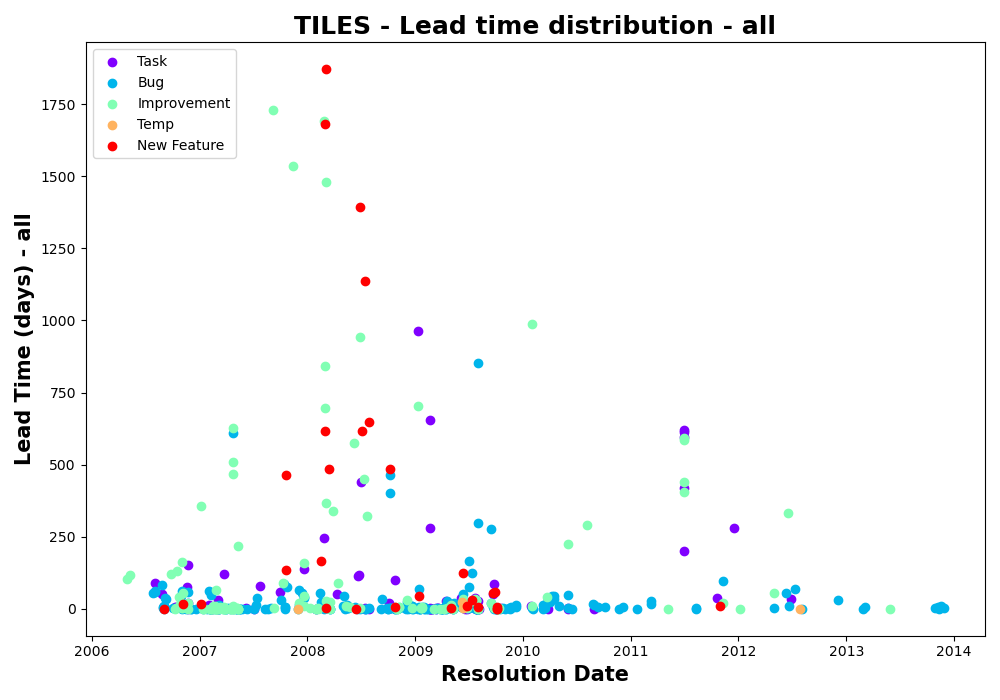 TILES - Lead time distribution - all
Task
Bug
Improvement
Temp
New Feature
Lead Time (days) - all
1750
1500
1250
1000
750
500
250
0
2006 2007 2008 2009 2010 2011 2012 2013 2014
Resolution Date